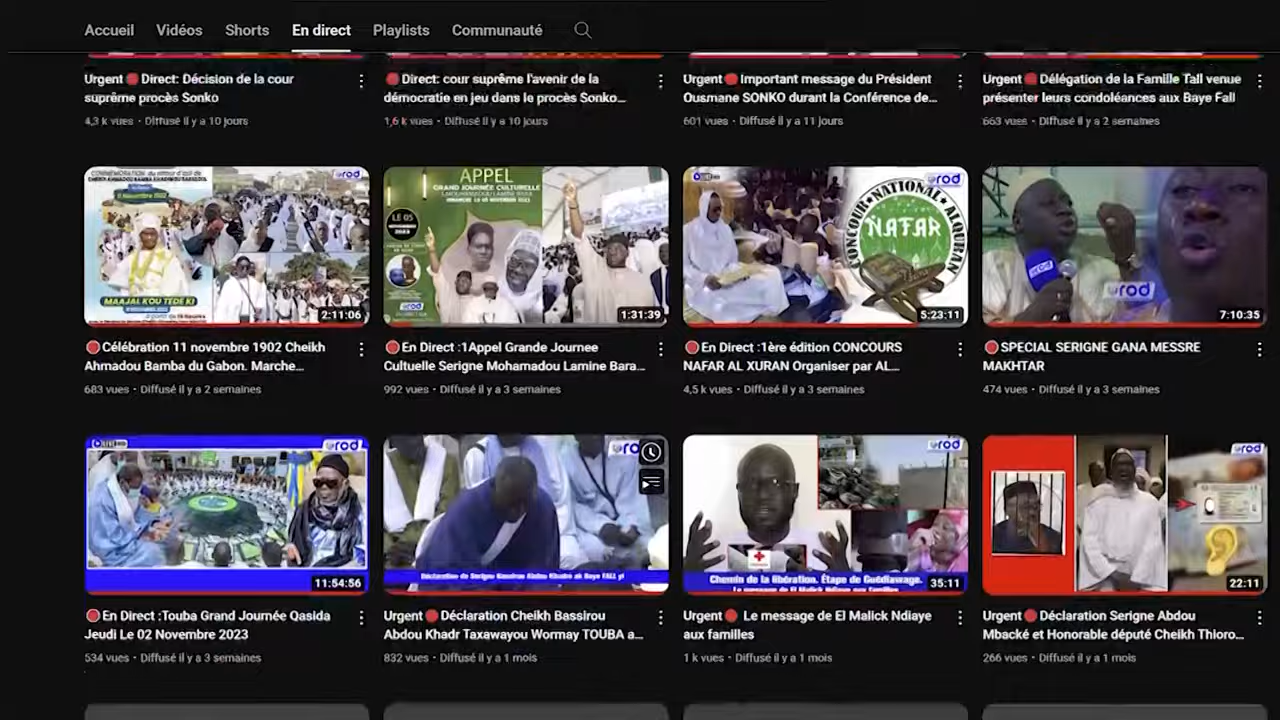 Accueil Vidéos Shorts En direct Playlists Communauté
Urgent🔴Direct: Décision de la cour
suprême procès Sonko
4,3 k vues • Diffusé il y a 10 jours
🔴Direct: cour suprême l'avenir de la
démocratie en jeu dans le procès Sonko...
1,6 k vues • Diffusé il y a 10 jours
Urgent🔴Important message du Président
Ousmane SONKO durant la Conférence de...
601 vues • Diffusé il y a 11 jours
Urgent🔴Délégation de la Famille Tall venue
présenter leurs condoléances aux Baye Fall
663 vues • Diffusé il y a 2 semaines
rod
MAAJAL KOU TEDE KI
2:11:06
🔴Célébration 11 novembre 1902 Cheikh
Ahmadou Bamba du Gabon. Marche...
683 vues • Diffusé il y a 2 semaines
APPEL
GRAND JOURNÉE CULTURELLE
LE 05
1:31:39
🔴En Direct :1Appel Grande Journee
Cultuelle Serigne Mohamadou Lamine Bara...
992 vues • Diffusé il y a 3 semaines
rod
CONCOUR NATIONAL ALQURAN
NAFAR
5:23:11
🔴En Direct :1ère édition CONCOURS
NAFAR AL XURAN Organiser par AL...
4,5 k vues • Diffusé il y a 3 semaines
rod
7:10:35
🔴SPECIAL SERIGNE GANA MESSRE
MAKHTAR
474 vues • Diffusé il y a 3 semaines
rod
11:54:56
🔴En Direct :Touba Grand Journée Qasida
Jeudi Le 02 Novembre 2023
534 vues • Diffusé il y a 3 semaines
Urgent🔴Déclaration Cheikh Bassirou
Abdou Khadr Taxawayou Wormay TOUBA a...
832 vues • Diffusé il y a 1 mois
rod
Chemin de la libération. Étape de Guédiawage.
35:11
Urgent🔴 Le message de El Malick Ndiaye
aux familles
1 k vues • Diffusé il y a 1 mois
rod
22:11
Urgent🔴Déclaration Serigne Abdou
Mbacké et Honorable député Cheikh Thioro...
266 vues • Diffusé il y a 1 mois